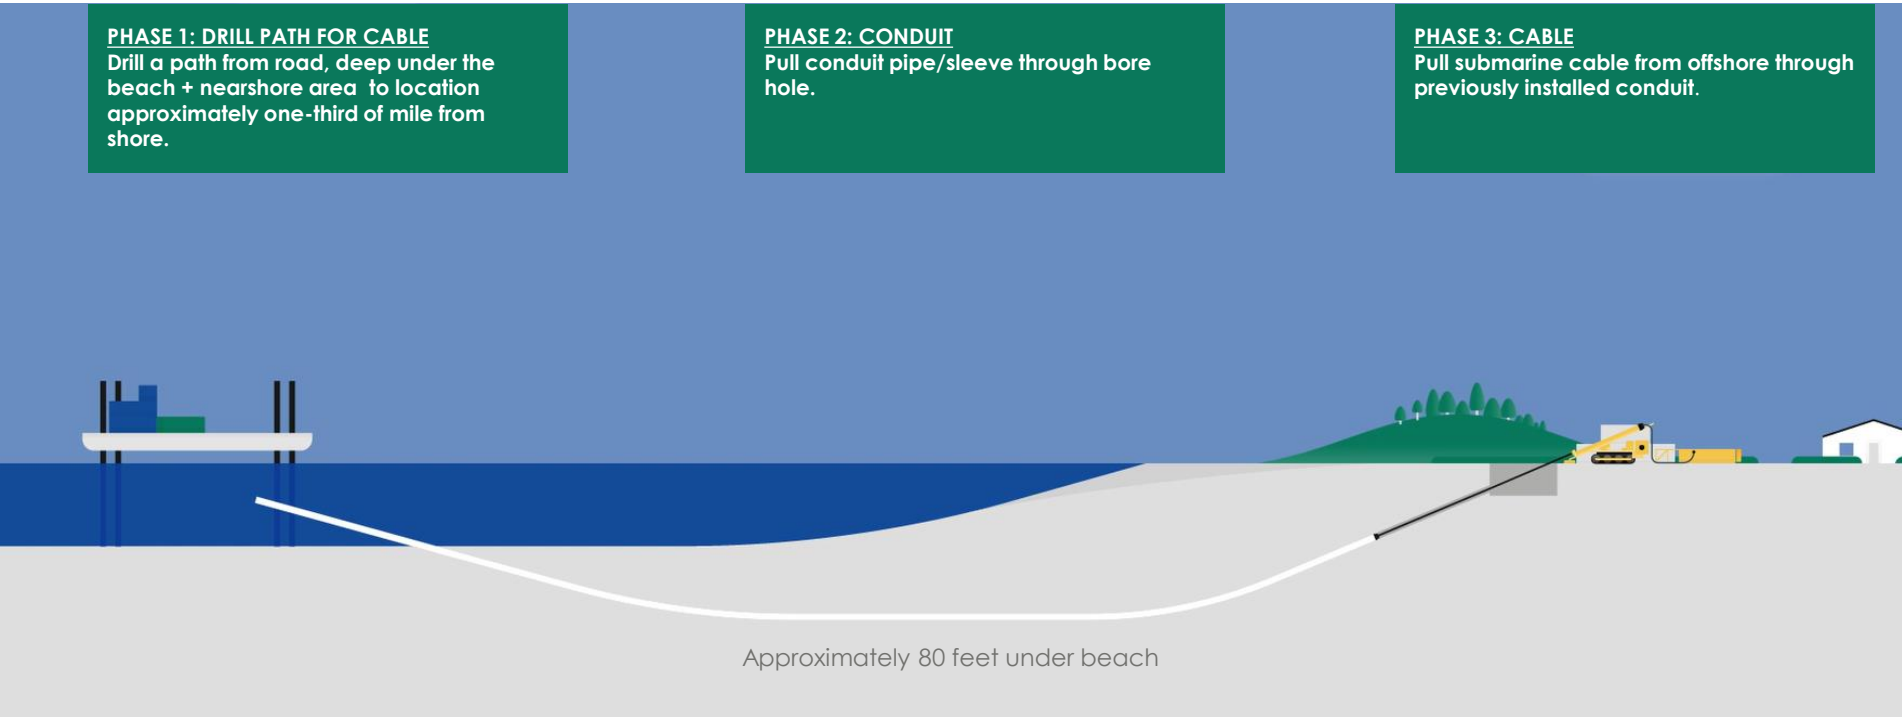 PHASE 1: DRILL PATH FOR CABLE
Drill a path from road, deep under the
beach + nearshore area  to location
approximately one-third of mile from
shore.
PHASE 2: CONDUIT
Pull conduit pipe/sleeve through bore
hole.
PHASE 3: CABLE
Pull submarine cable from offshore through
previously installed conduit.
Approximately 80 feet under beach